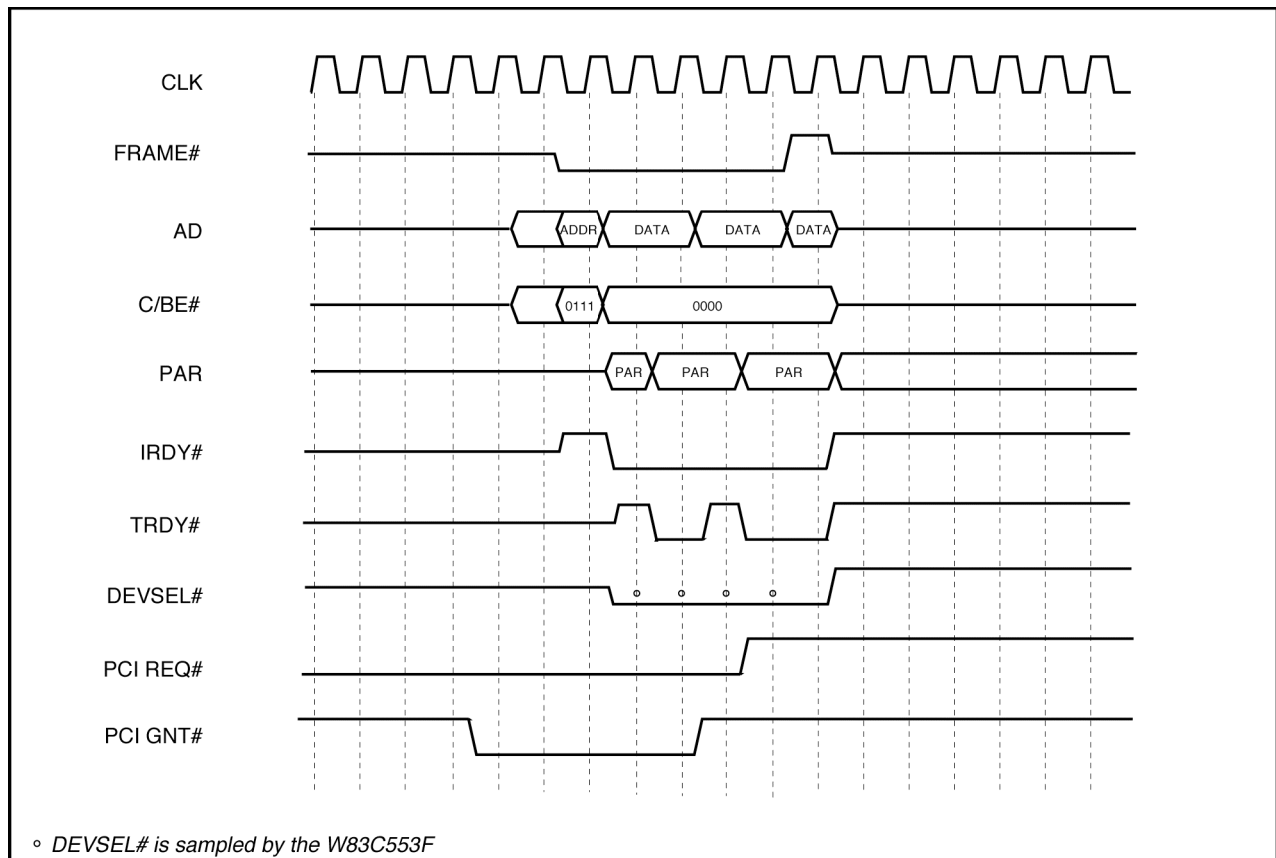 CLK
FRAME#
AD
ADDR DATA DATA DATA
C/BE#
0111 0000
PAR
PAR PAR PAR
IRDY#
TRDY#
DEVSEL#
PCI REQ#
PCI GNT#
DEVSEL# is sampled by the W83C553F